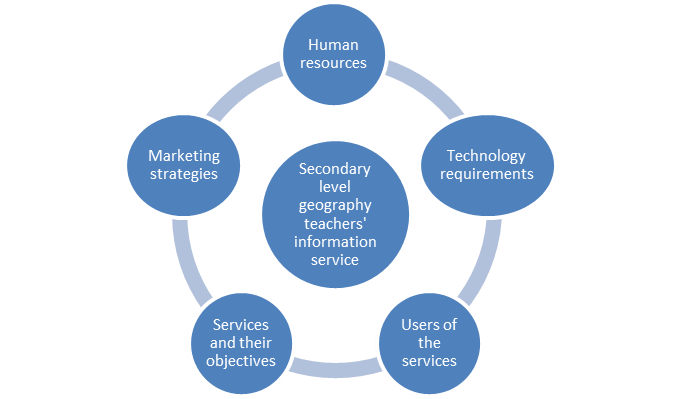 Human
resources
Marketing
strategies
Technology
requirements
Secondary
level
geography
teachers'
information
service
Services
and their
objectives
Users of
the
services